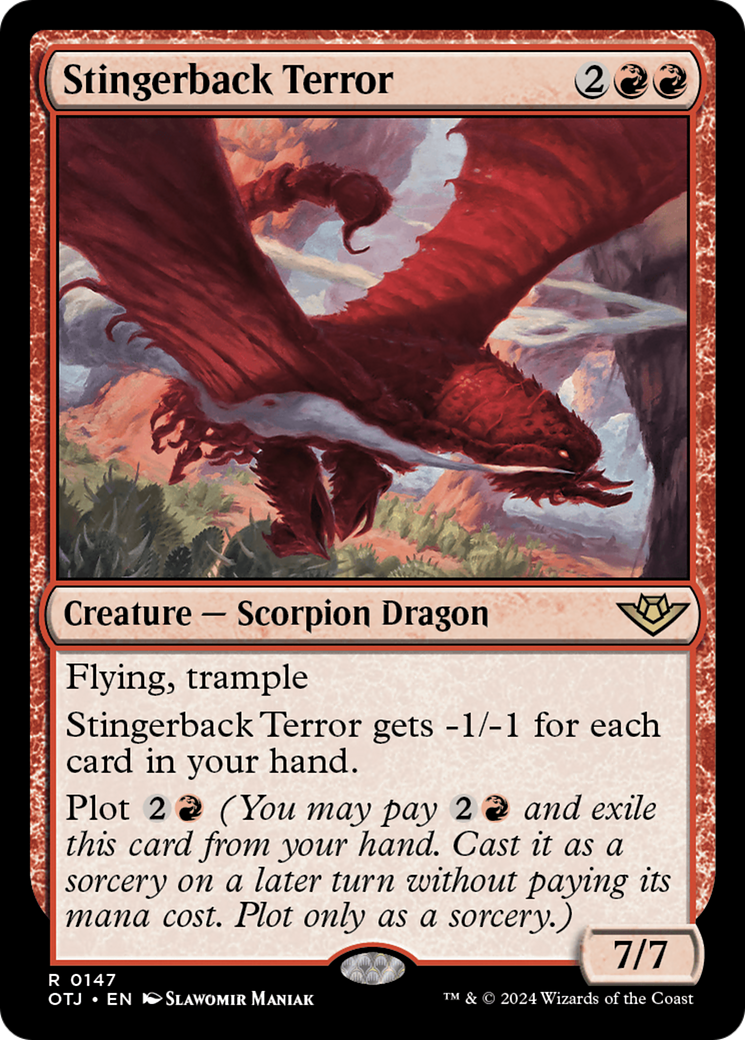 Stingerback Terror 2
Creature — Scorpion Dragon
Flying, trample
Stingerback Terror gets -1/-1 for each
card in your hand.
Plot 2 (You may pay 2 and exile
this card from your hand. Cast it as a
sorcery on a later turn without paying its
mana cost. Plot only as a sorcery.)
7/7
R 0147
OTJ • EN Slawomir Maniak
™ & © 2024 Wizards of the Coast